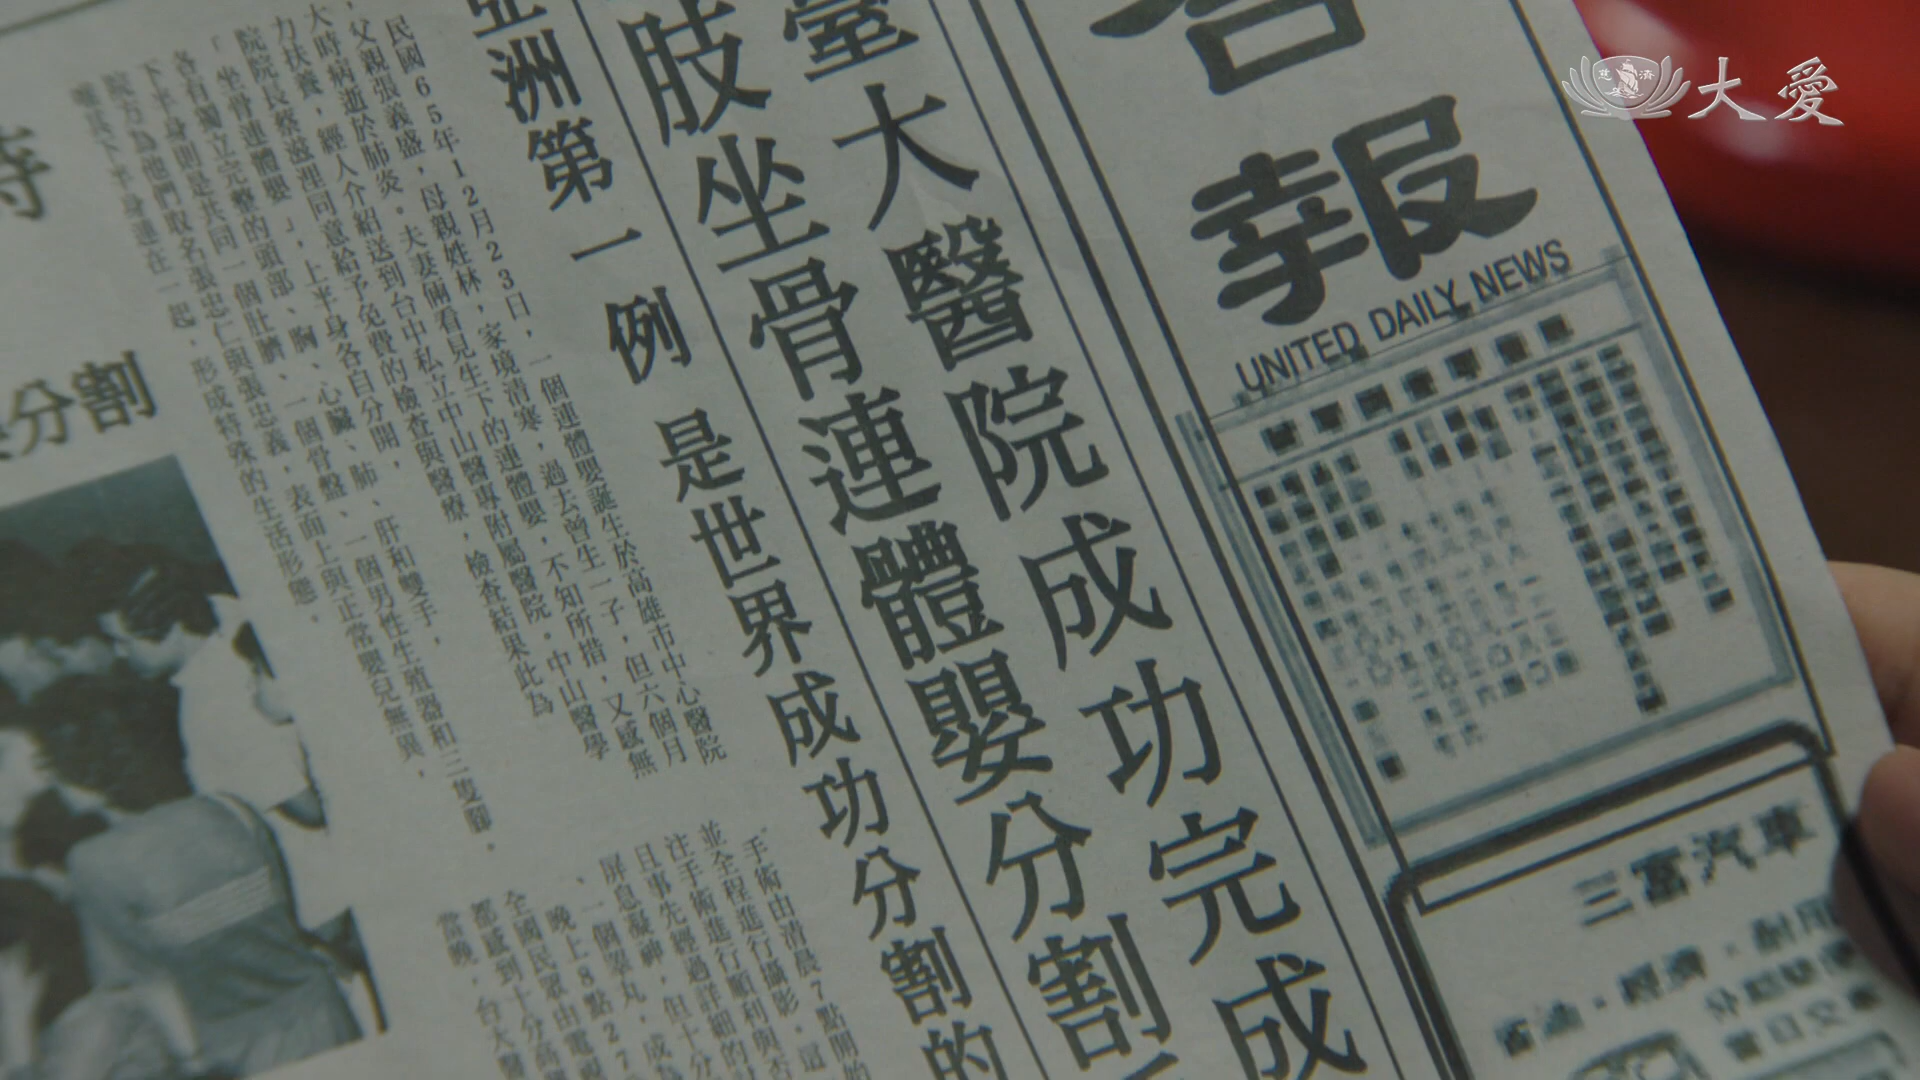 大愛
慈濟
合報
UNITED DAILY NEWS
三富汽車
臺大醫院成功完成
肢坐骨連體嬰分割
亞洲第一例 是世界成功分割的
民國65年12月23日，一個連體嬰誕生於高雄市中心醫院
，父親張義盛，母親姓林，家境清寒，過去曾生一子，但六個月
大時病逝於肺炎。夫妻倆看見生下的連體嬰，不知所措，又感無
力扶養，經人介紹送到台中私立中山醫專附屬醫院。中山醫學
院院長蔡滋浬同意給予免費的檢查與醫療，檢查結果此為
「坐骨連體嬰」，上半身各自分開，
各有獨立完整的頭部、胸、心臟、肺、肝和雙手，
下半身則是共同一個肚臍、一個骨盤、一個男性生殖器和三隻腳。
院方為他們取名張忠仁與張忠義，表面上與正常嬰兒無異，
唯其下半身連在一起，形成特殊的生活形態。
手術由清晨7點開始
並全程進行攝影。這
注手術進行順利與否
且事先經過詳細的
屏息凝神，但十分
、一個睪丸，成
晚上8點27
全國民眾由電視
都感到十分
當晚，台大醫
分割